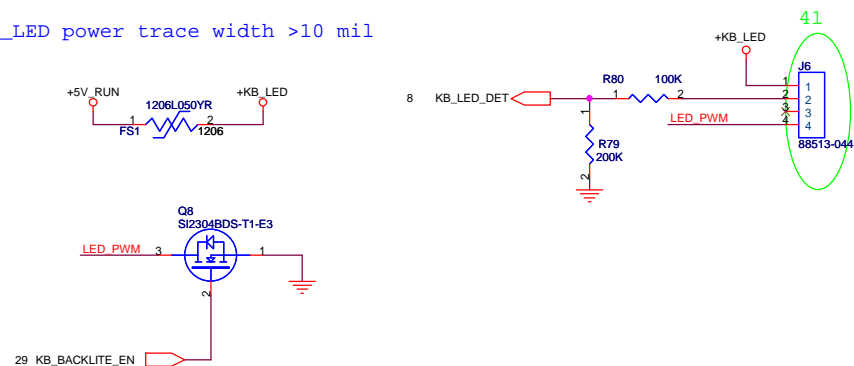 _LED power trace width >10 mil
41
+5V_RUN
+KB_LED
1206L050YR
1
2
FS1
1206
+KB_LED
J6
8 KB_LED_DET
R80 100K
1
2
1
2
3
4
1
2
3
4
LED_PWM
88513-044
1
R79
200K
2
Q8
SI2304BDS-T1-E3
LED_PWM
3
1
2
29 KB_BACKLITE_EN